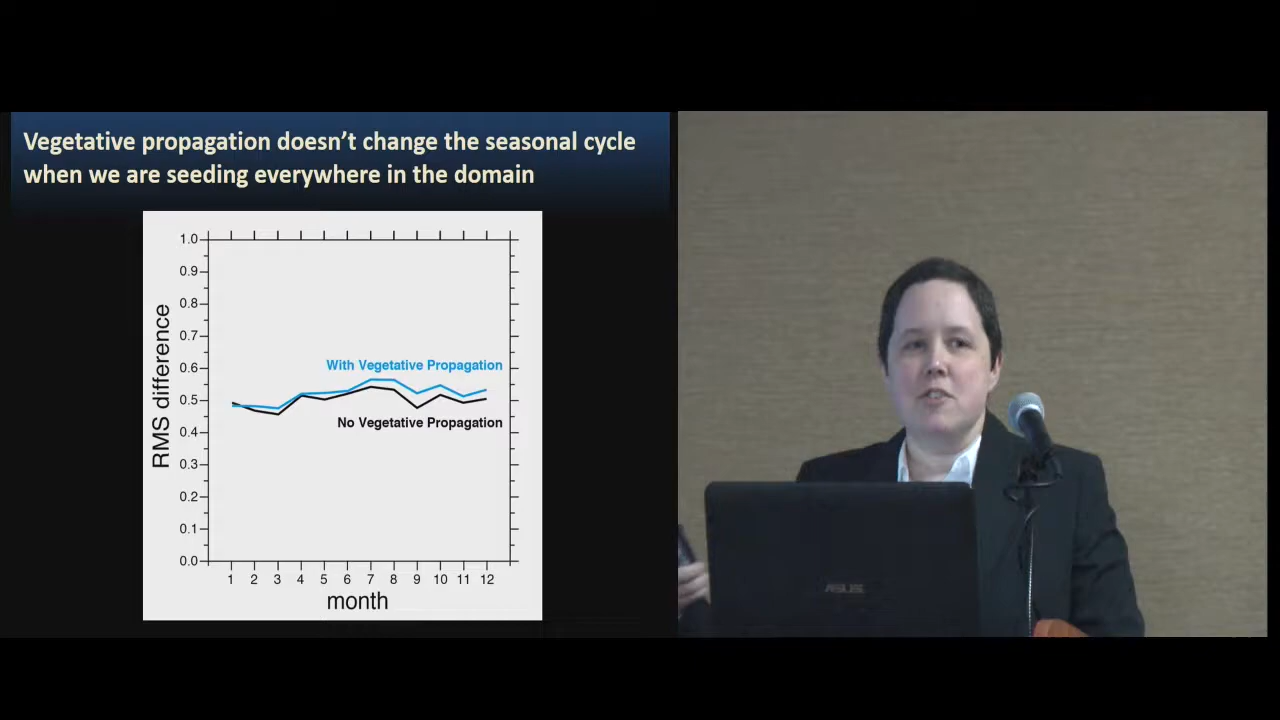 Vegetative propagation doesn't change the seasonal cycle
when we are seeding everywhere in the domain
1.0
0.9
0.8
0.7
0.6
0.5
0.4
0.3
0.2
0.1
0.0
RMS difference
With Vegetative Propagation
No Vegetative Propagation
1 2 3 4 5 6 7 8 9 10 11 12
month
ASUS